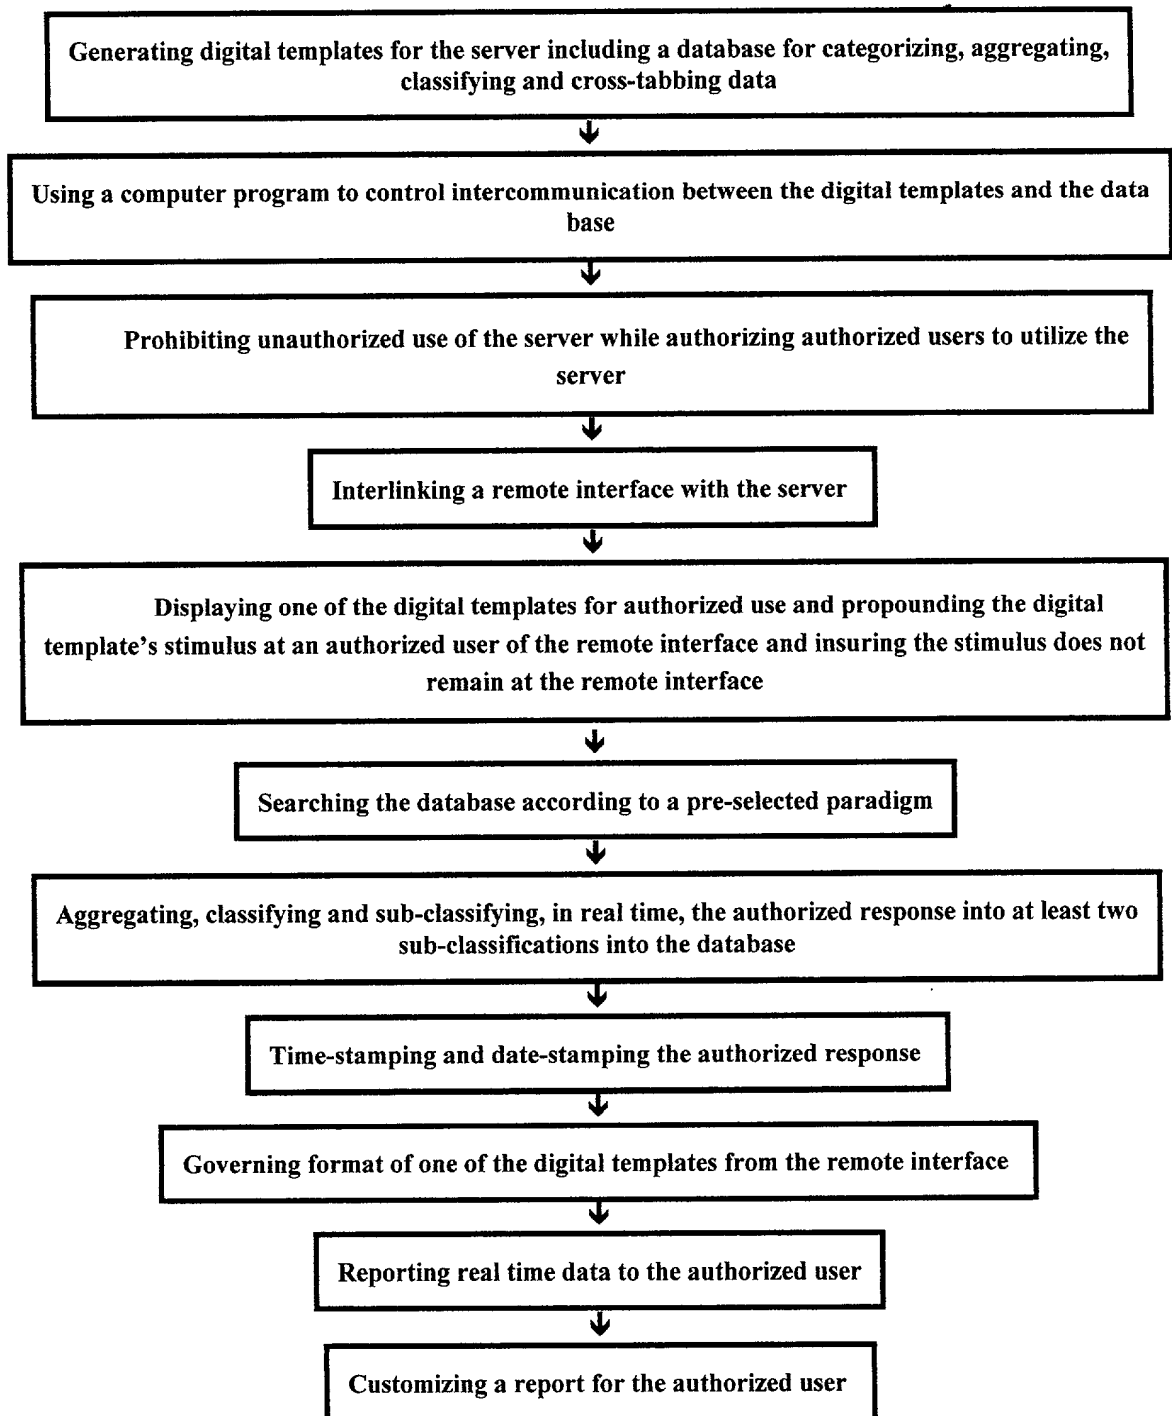 Generating digital templates for the server including a database for categorizing, aggregating,
classifying and cross-tabbing data
Using a computer program to control intercommunication between the digital templates and the data
base
Prohibiting unauthorized use of the server while authorizing authorized users to utilize the
server
Interlinking a remote interface with the server
Displaying one of the digital templates for authorized use and propounding the digital
template's stimulus at an authorized user of the remote interface and insuring the stimulus does not
remain at the remote interface
Searching the database according to a pre-selected paradigm
Aggregating, classifying and sub-classifying, in real time, the authorized response into at least two
sub-classifications into the database
Time-stamping and date-stamping the authorized response
Governing format of one of the digital templates from the remote interface
Reporting real time data to the authorized user
Customizing a report for the authorized user